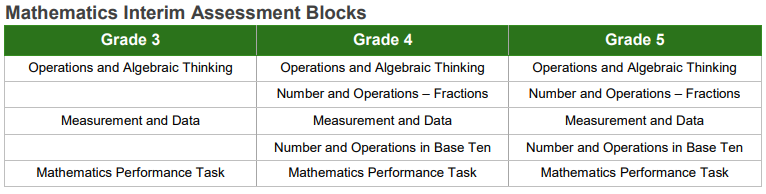 Mathematics Interim Assessment Blocks
Grade 3 Grade 4 Grade 5
Operations and Algebraic Thinking Operations and Algebraic Thinking Operations and Algebraic Thinking
Number and Operations – Fractions Number and Operations – Fractions
Measurement and Data Measurement and Data Measurement and Data
Number and Operations in Base Ten Number and Operations in Base Ten
Mathematics Performance Task Mathematics Performance Task Mathematics Performance Task